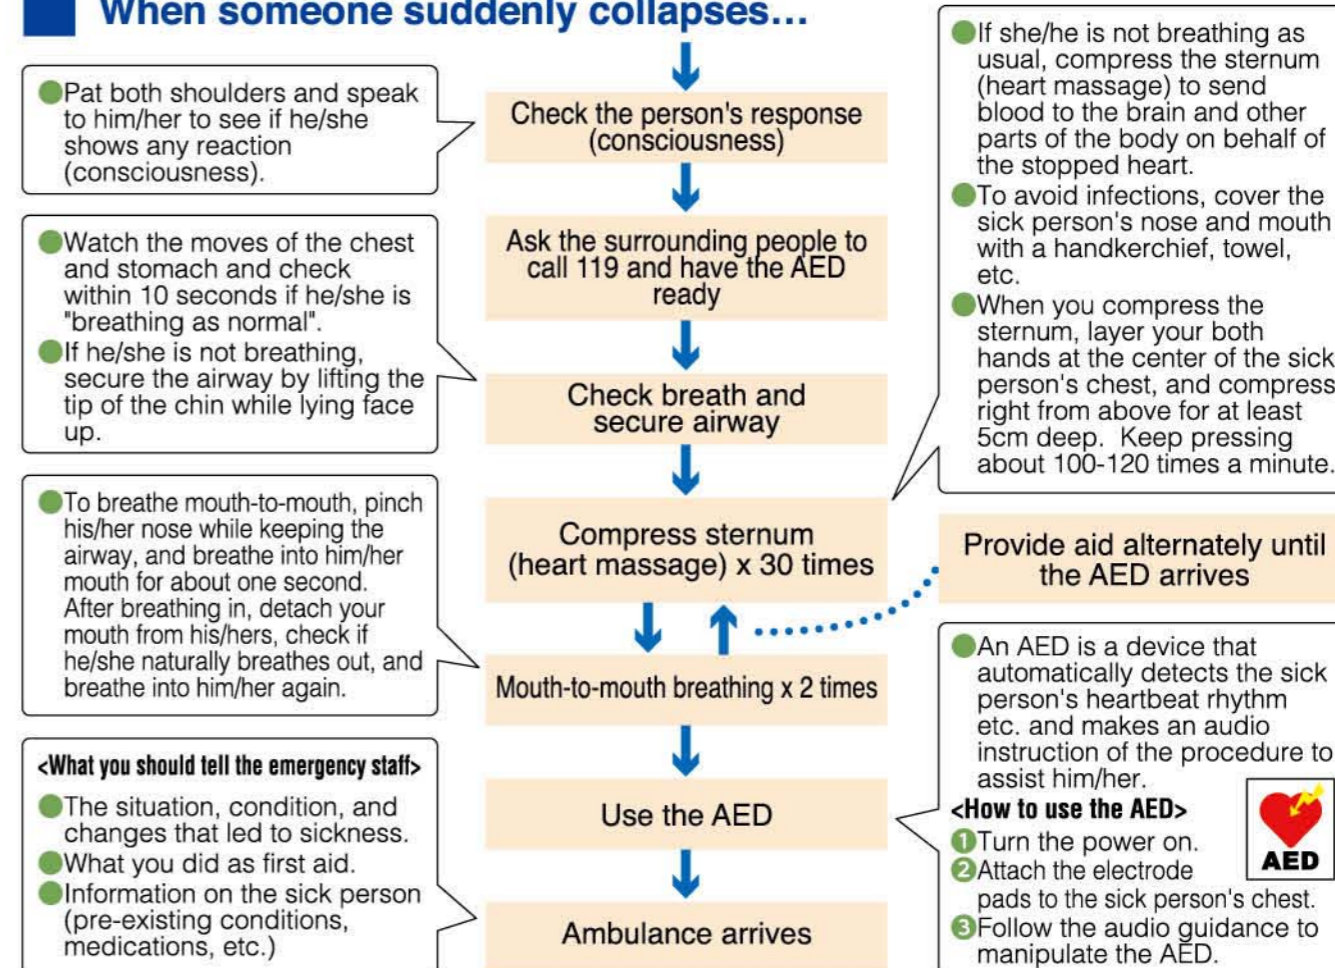 When someone suddenly collapses...
●Pat both shoulders and speak
to him/her to see if he/she
shows any reaction
(consciousness).
●Watch the moves of the chest
and stomach and check
within 10 seconds if he/she is
"breathing as normal".
●If he/she is not breathing,
secure the airway by lifting the
tip of the chin while lying face
up.
●To breathe mouth-to-mouth, pinch
his/her nose while keeping the
airway, and breathe into him/her
mouth for about one second.
After breathing in, detach your
mouth from his/hers, check if
he/she naturally breathes out, and
breathe into him/her again.
<What you should tell the emergency staff>
●The situation, condition, and
changes that led to sickness.
●What you did as first aid.
●Information on the sick person
(pre-existing conditions,
medications, etc.)
Check the person's response
(consciousness)
Ask the surrounding people to
call 119 and have the AED
ready
Check breath and
secure airway
Compress sternum
(heart massage) x 30 times
Mouth-to-mouth breathing x 2 times
Use the AED
Ambulance arrives
●If she/he is not breathing as
usual, compress the sternum
(heart massage) to send
blood to the brain and other
parts of the body on behalf of
the stopped heart.
●To avoid infections, cover the
sick person's nose and mouth
with a handkerchief, towel,
etc.
●When you compress the
sternum, layer your both
hands at the center of the sick
person's chest, and compress
right from above for at least
5cm deep. Keep pressing
about 100-120 times a minute.
Provide aid alternately until
the AED arrives
●An AED is a device that
automatically detects the sick
person's heartbeat rhythm
etc. and makes an audio
instruction of the procedure to
assist him/her.
<How to use the AED>
❶Turn the power on.
❷Attach the electrode
pads to the sick person's chest.
❸Follow the audio guidance to
manipulate the AED.
AED